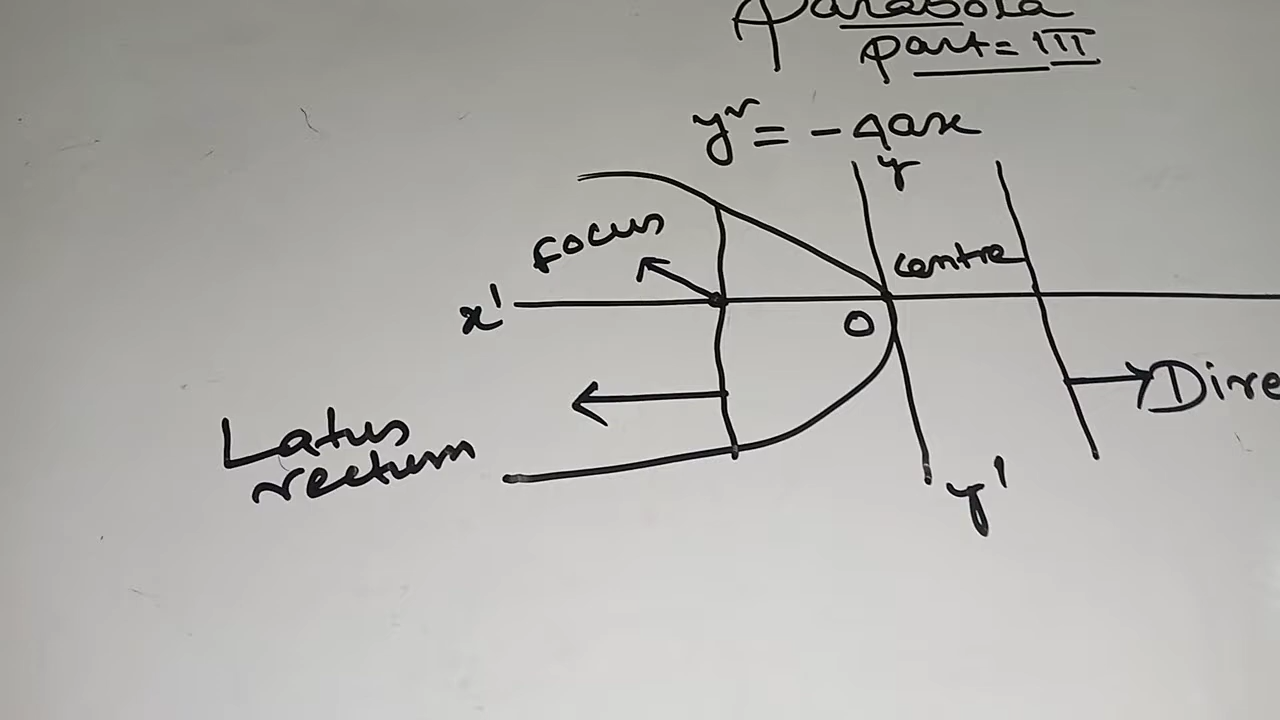 Parabola
part = III
y² = - 4ax
y
focus
centre
x'
O
Dire
Latus
rectum
y'